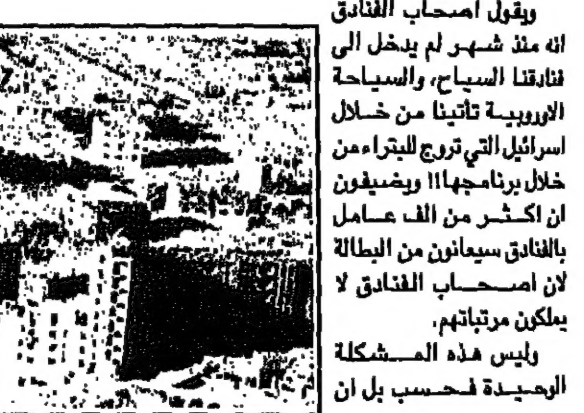 ويقول اصحاب الفنادق
انه منذ شهر لم يدخل الى
فنادقنا السياح، والسياحة
الاوروبية تأتينا من خلال
اسرائيل التي تروج للبتراء من
خلال برنامجها!! ويضيفون
ان اكثر من الف عامل
بالفنادق سيعانون من البطالة
لان اصحاب الفنادق لا
يملكون مرتباتهم.
وليس هذه المشكلة
الوحيدة فحسب بل ان